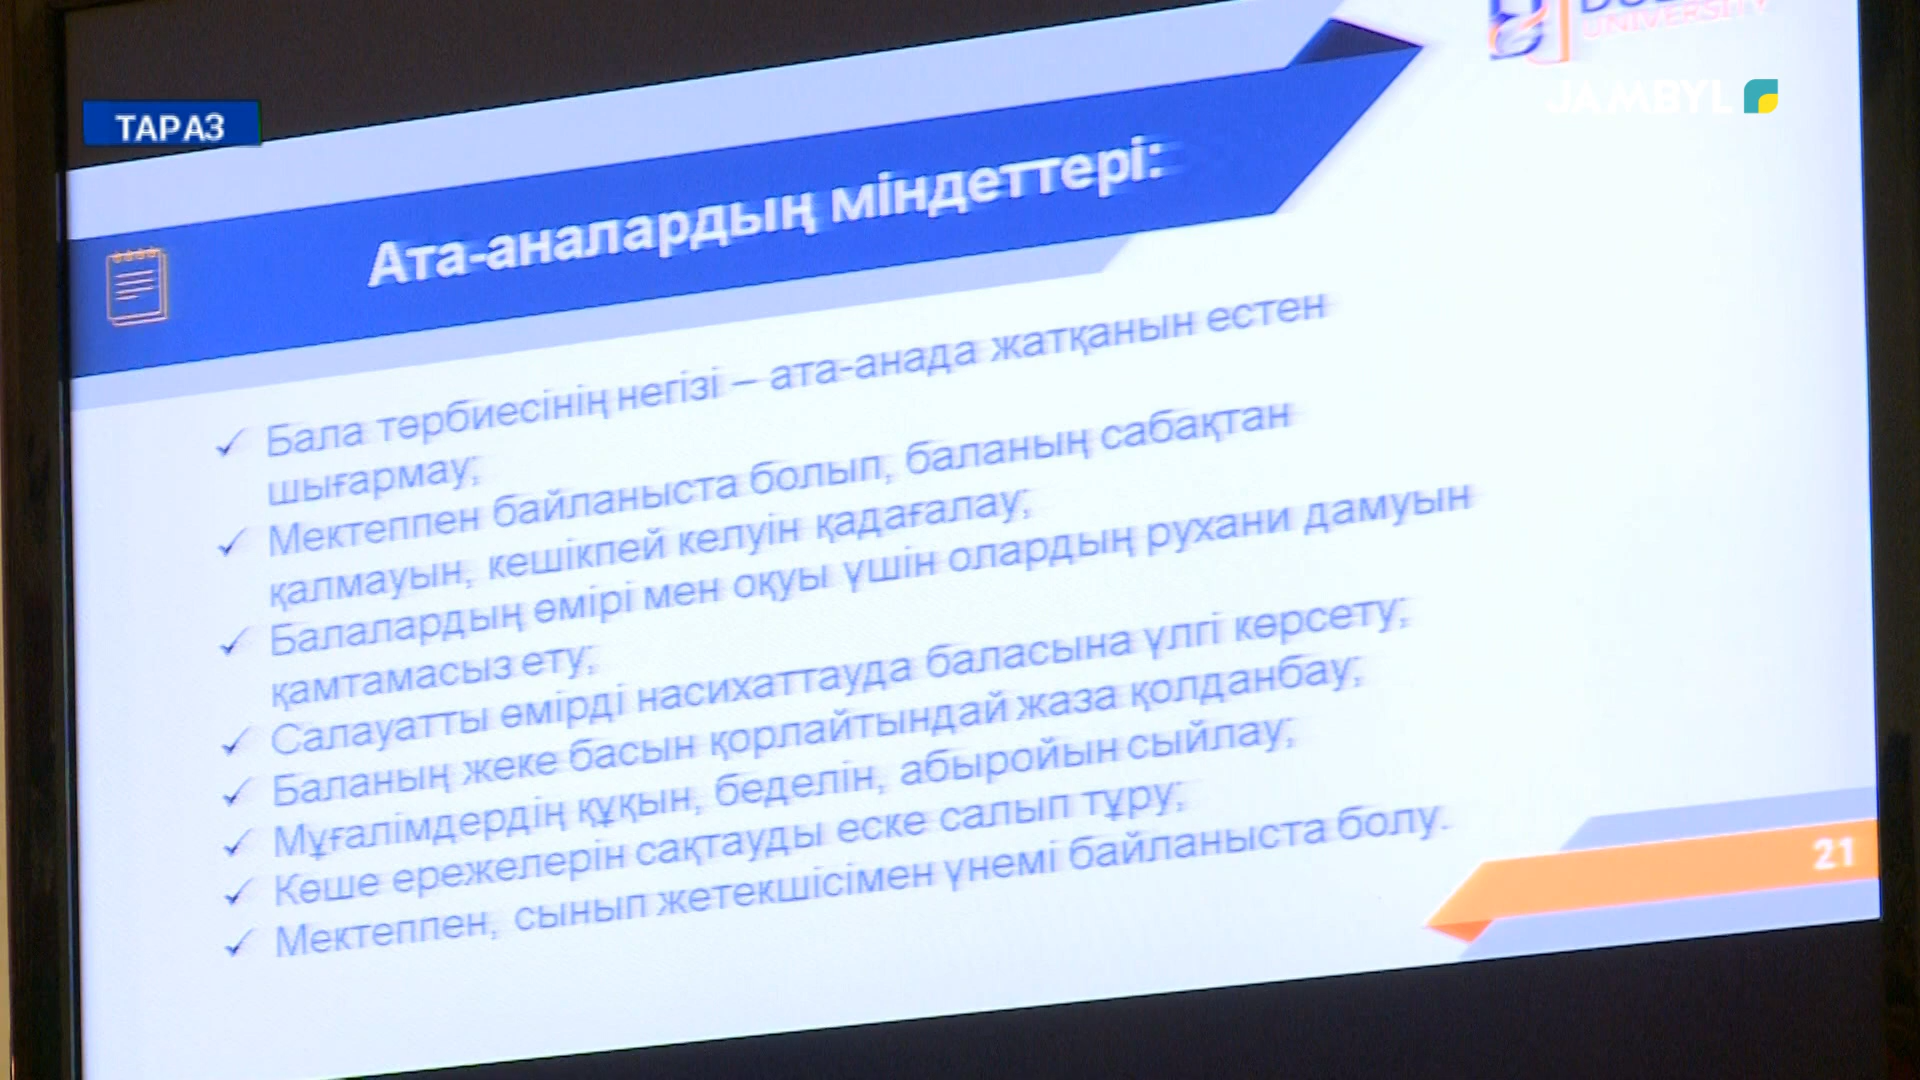 UNIVERSITY
JAMBYL
ТАРАЗ
Ата-аналардың міндеттері:
✓ Бала тәрбиесінің негізі – ата-анада жатқанын естен
шығармау;
✓ Мектеппен байланыста болып, баланың сабақтан
қалмауын, кешікпей келуін қадағалау;
✓ Балалардың өмірі мен оқуы үшін олардың рухани дамуын
қамтамасыз ету;
✓ Салауатты өмірді насихаттауда баласына үлгі көрсету;
✓ Баланың жеке басын қорлайтындай жаза қолданбау;
✓ Мұғалімдердің құқын, беделін, абыройын сыйлау;
✓ Көше ережелерін сақтауды еске салып тұру;
✓ Мектеппен, сынып жетекшісімен үнемі байланыста болу.
21